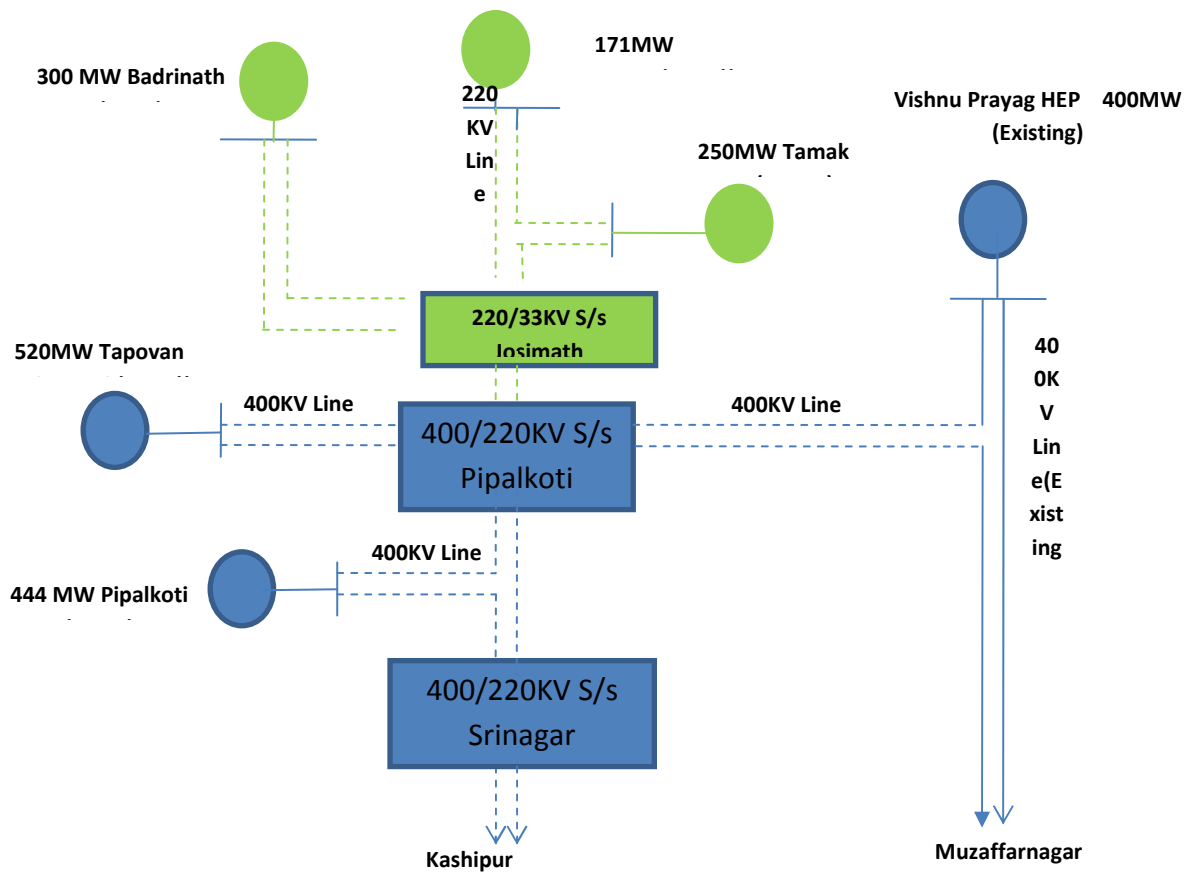 171MW
300 MW Badrinath
220
KV
Lin
e
Vishnu Prayag HEP 400MW
(Existing)
250MW Tamak
220/33KV S/s
Josimath
520MW Tapovan
400KV Line
400/220KV S/s
Pipalkoti
400KV Line
40
0K
V
Lin
e(E
xist
ing
400KV Line
444 MW Pipalkoti
400/220KV S/s
Srinagar
Kashipur
Muzaffarnagar